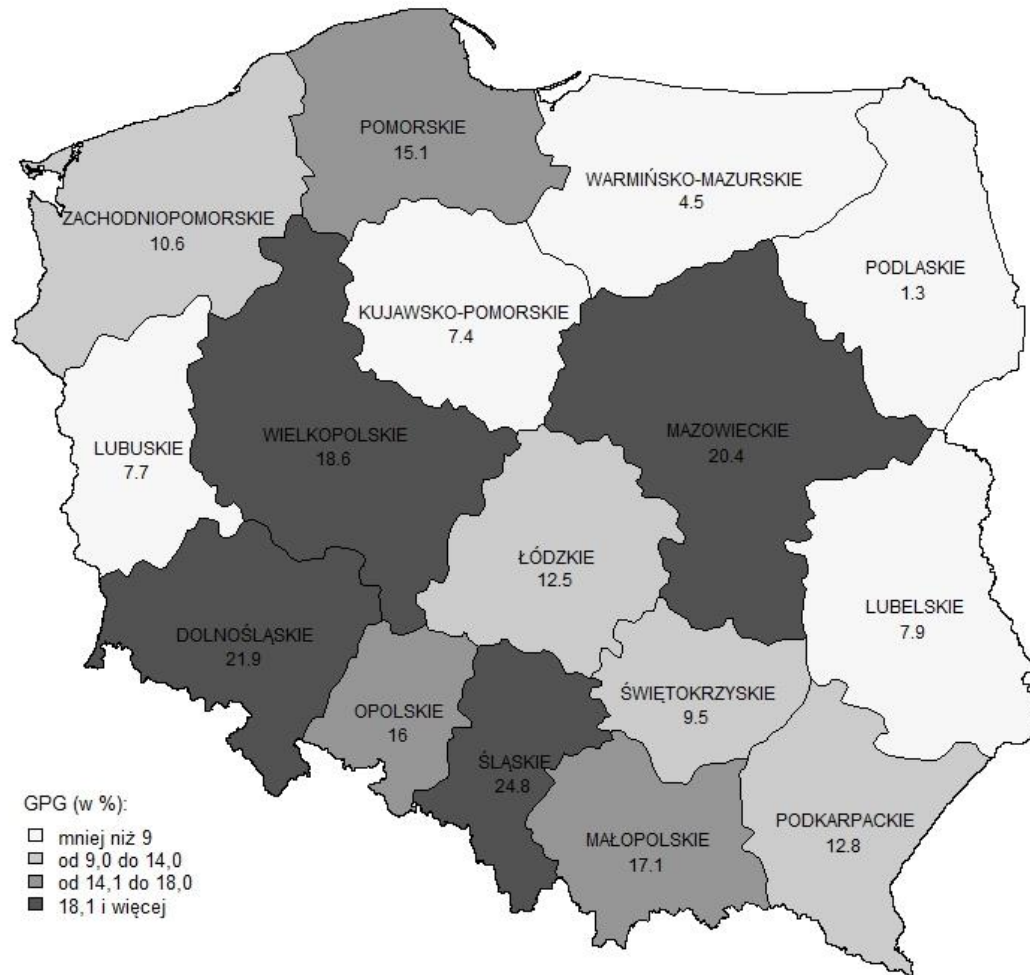 POMORSKIE
15.1
WARMIŃSKO-MAZURSKIE
4.5
ZACHODNIOPOMORSKIE
10.6
PODLASKIE
1.3
KUJAWSKO-POMORSKIE
7.4
WIELKOPOLSKIE
18.6
MAZOWIECKIE
20.4
LUBUSKIE
7.7
ŁÓDZKIE
12.5
LUBELSKIE
7.9
DOLNOŚLĄSKIE
21.9
ŚWIĘTOKRZYSKIE
9.5
OPOLSKIE
16
ŚLĄSKIE
24.8
PODKARPACKIE
12.8
MAŁOPOLSKIE
17.1
GPG (w %):
mniej niż 9
od 9,0 do 14,0
od 14,1 do 18,0
18,1 i więcej